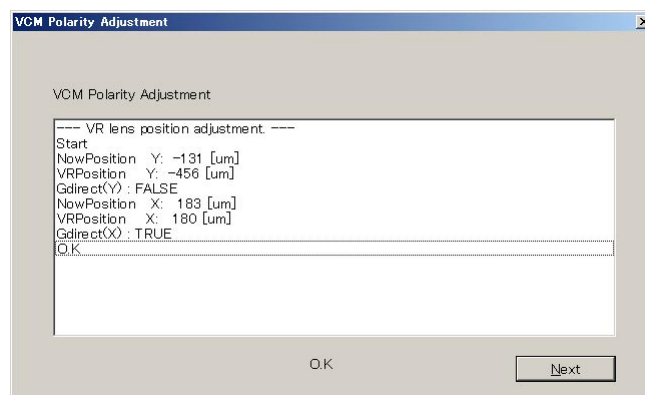 VCM Polarity Adjustment
VCM Polarity Adjustment
--- VR lens position adjustment. ---
Start
NowPosition Y: -131 [um]
VRPosition Y: -456 [um]
Gdirect(Y) : FALSE
NowPosition X: 183 [um]
VRPosition X: 180 [um]
Gdirect(X) : TRUE
O.K
O.K
Next